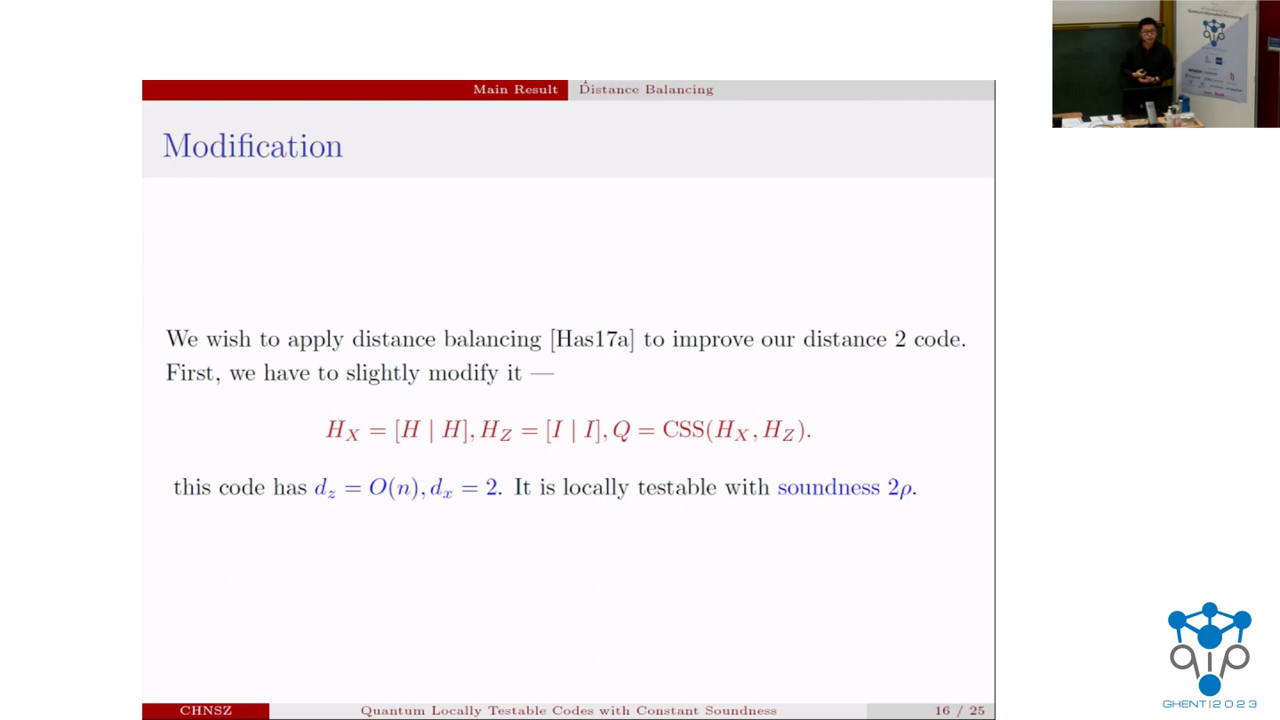 Main Result Distance Balancing
Modification
We wish to apply distance balancing [Has17a] to improve our distance 2 code.
First, we have to slightly modify it —
H_X = [H | H], H_Z = [I | I], Q = CSS(H_X, H_Z).
this code has d_z = O(n), d_x = 2. It is locally testable with soundness 2ρ.
CHNSZ Quantum Locally Testable Codes with Constant Soundness 16 / 25
qip
GHENT|2023